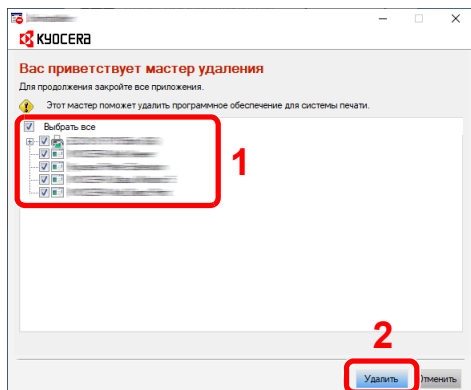 KYOCERA
Вас приветствует мастер удаления
Для продолжения закройте все приложения.
Этот мастер поможет удалить программное обеспечение для системы печати.
Выбрать все
1
2
Удалить